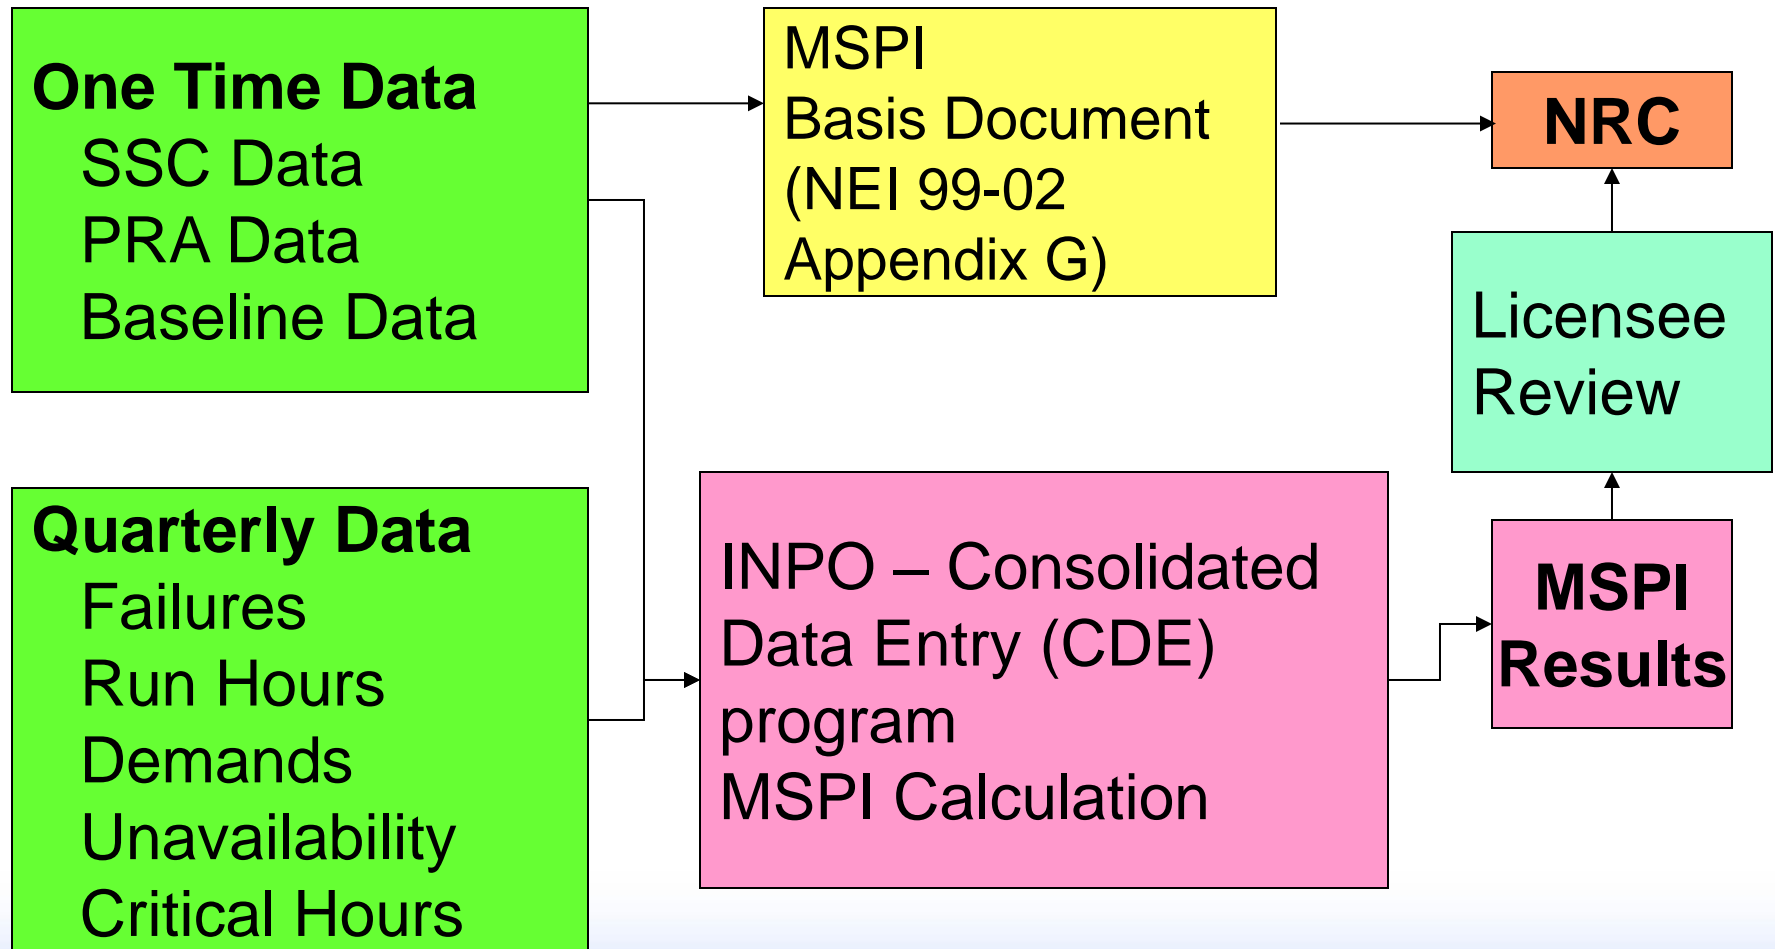 One Time Data
SSC Data
PRA Data
Baseline Data
MSPI
Basis Document
(NEI 99-02
Appendix G)
NRC
Licensee
Review
Quarterly Data
Failures
Run Hours
Demands
Unavailability
Critical Hours
INPO – Consolidated
Data Entry (CDE)
program
MSPI Calculation
MSPI
Results